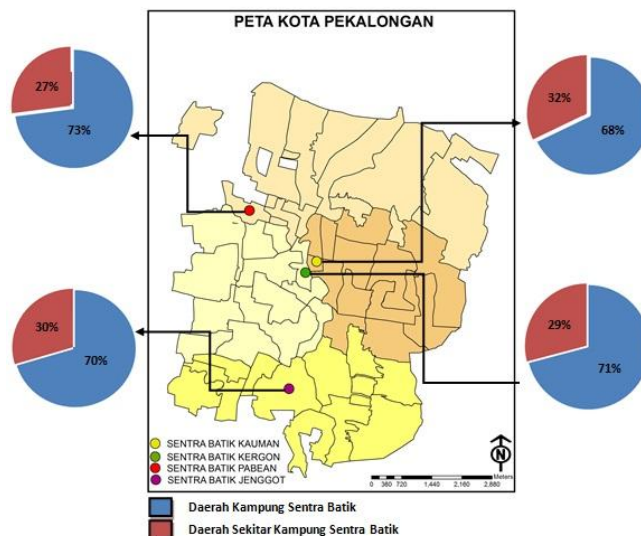 PETA KOTA PEKALONGAN
27%
73%
32%
68%
30%
70%
29%
71%
SENTRA BATIK KAUMAN
SENTRA BATIK KERGON
SENTRA BATIK PABEAN
SENTRA BATIK JENGGOT
N
Meters
0 360 720 1,440 2,160 2,880
Daerah Kampung Sentra Batik
Daerah Sekitar Kampung Sentra Batik